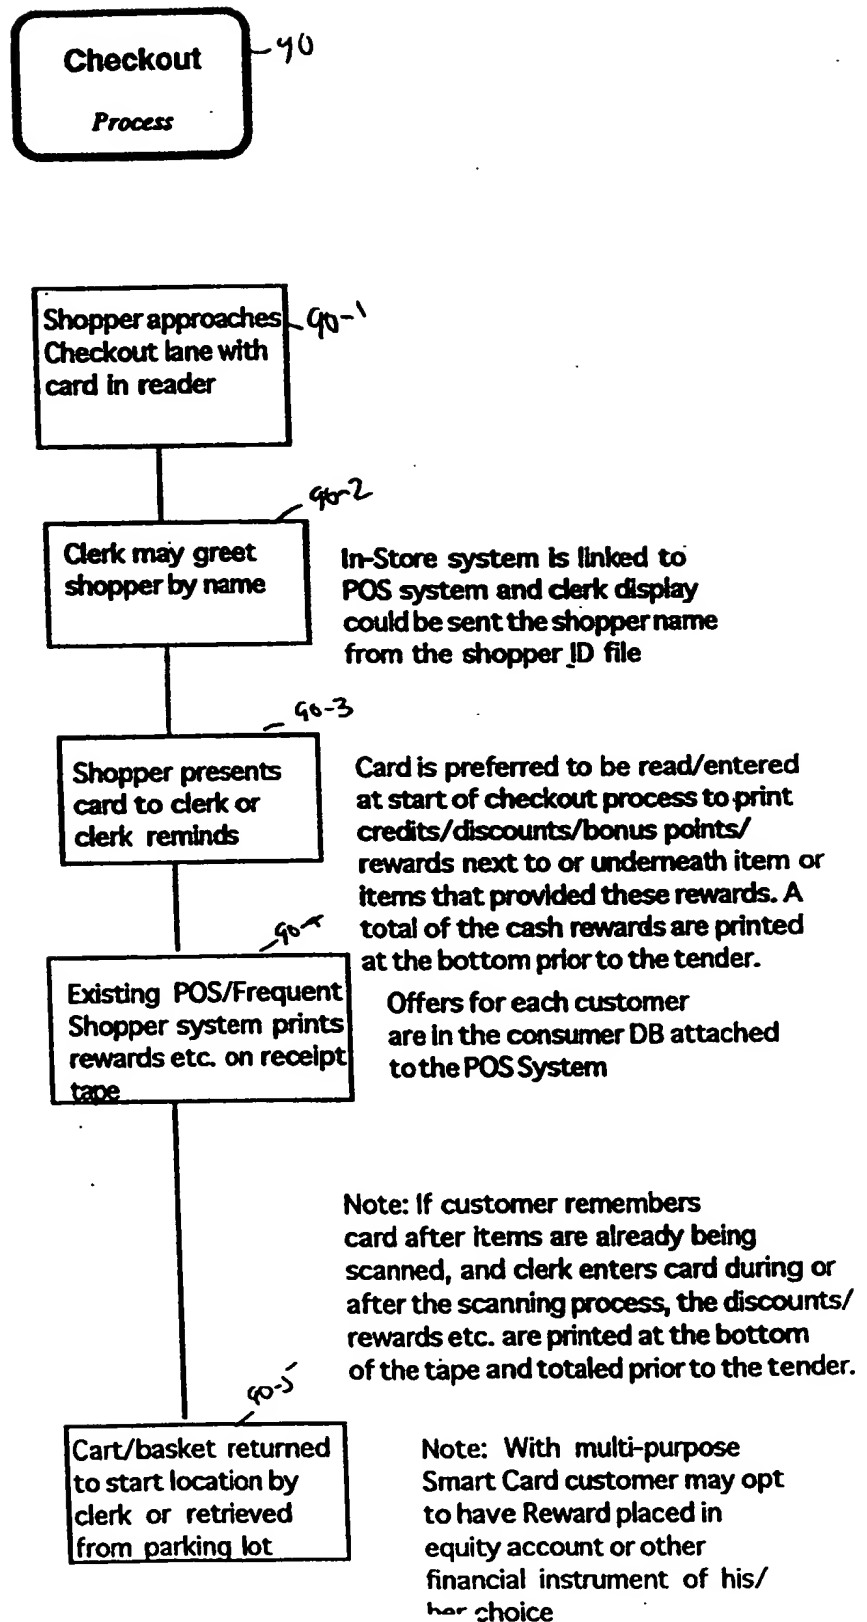 Checkout
90
Process
Shopper approaches
Checkout lane with
card in reader
90-1
90-2
Clerk may greet
shopper by name
In-Store system is linked to
POS system and clerk display
could be sent the shopper name
from the shopper ID file
90-3
Shopper presents
card to clerk or
clerk reminds
Card is preferred to be read/entered
at start of checkout process to print
credits/discounts/bonus points/
rewards next to or underneath item or
items that provided these rewards. A
total of the cash rewards are printed
at the bottom prior to the tender.
90-4
Existing POS/Frequent
Shopper system prints
rewards etc. on receipt
tape
Offers for each customer
are in the consumer DB attached
to the POS System
Note: If customer remembers
card after items are already being
scanned, and clerk enters card during or
after the scanning process, the discounts/
rewards etc. are printed at the bottom
of the tape and totaled prior to the tender.
90-5
Cart/basket returned
to start location by
clerk or retrieved
from parking lot
Note: With multi-purpose
Smart Card customer may opt
to have Reward placed in
equity account or other
financial instrument of his/
her choice